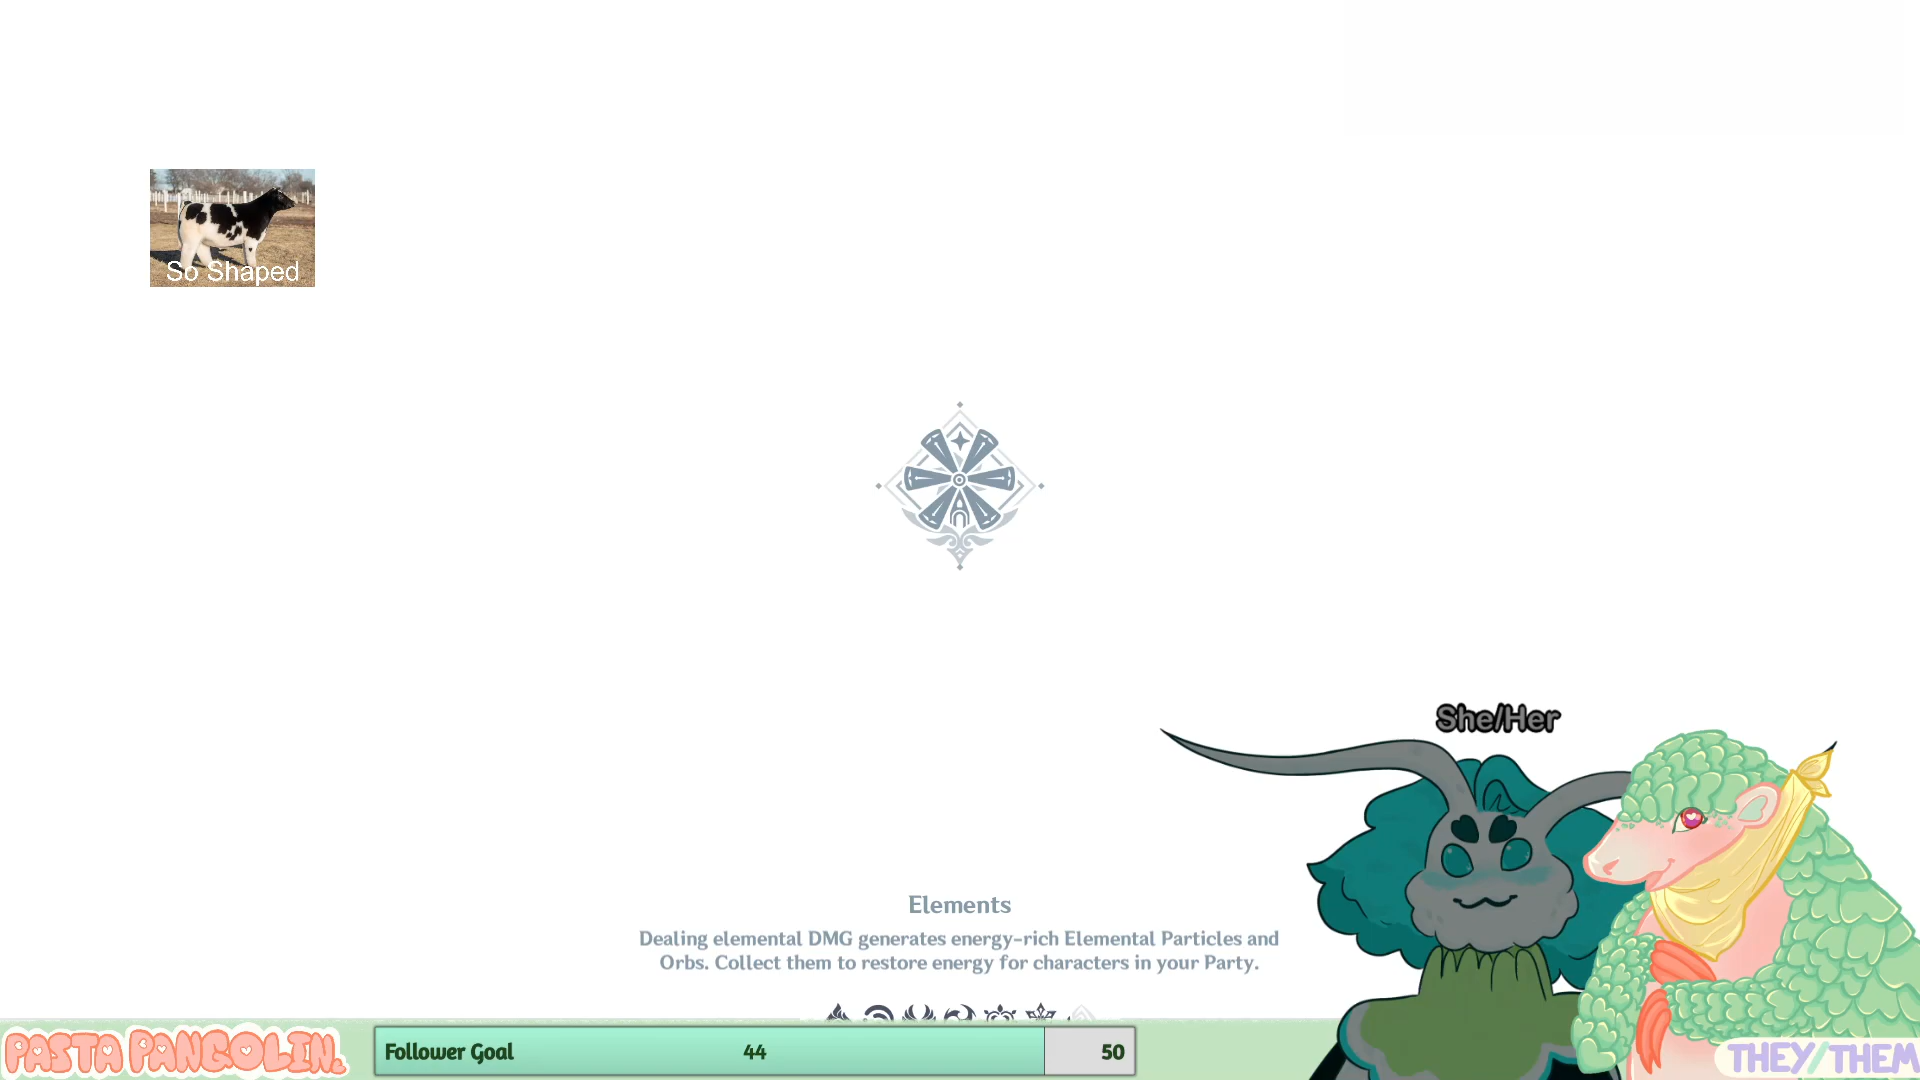 So Shaped
She/Her
Elements
Dealing elemental DMG generates energy-rich Elemental Particles and
Orbs. Collect them to restore energy for characters in your Party.
PASTA PANGOLIN.
Follower Goal 44 50
THEY/THEM